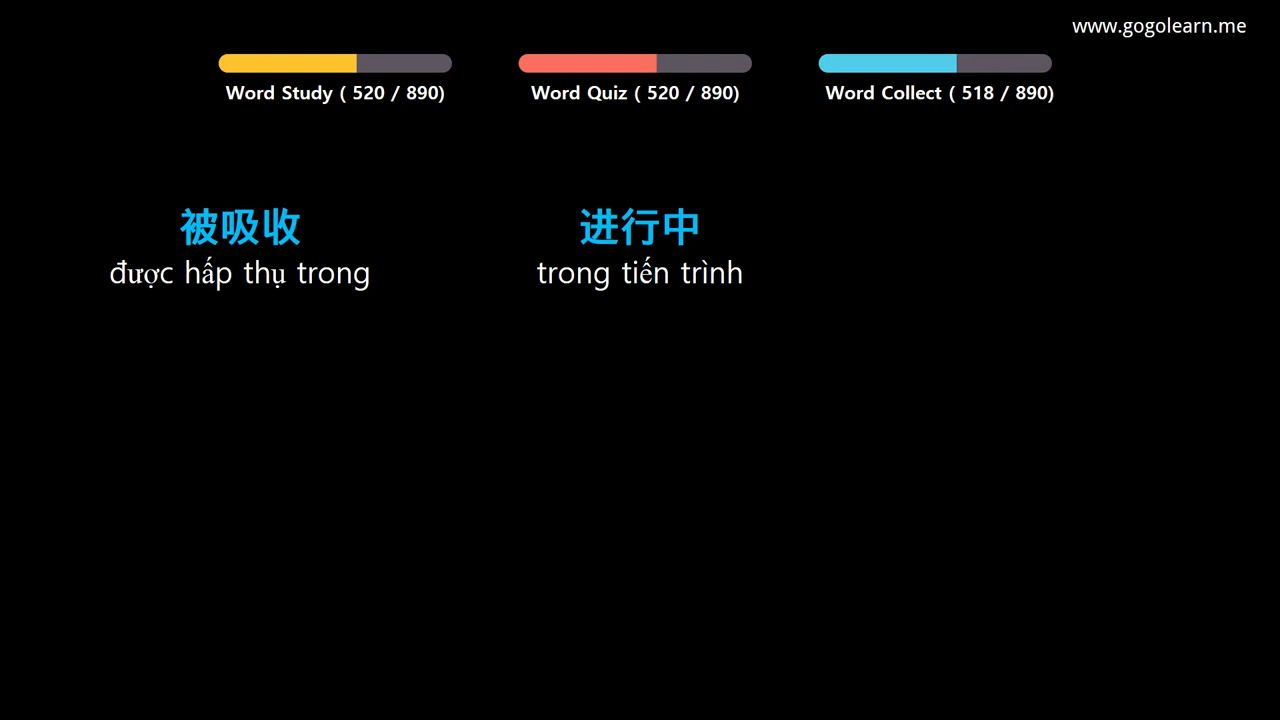 www.gogolearn.me
Word Study ( 520 / 890)
Word Quiz ( 520 / 890)
Word Collect ( 518 / 890)
被吸收
được hấp thụ trong
进行中
trong tiến trình